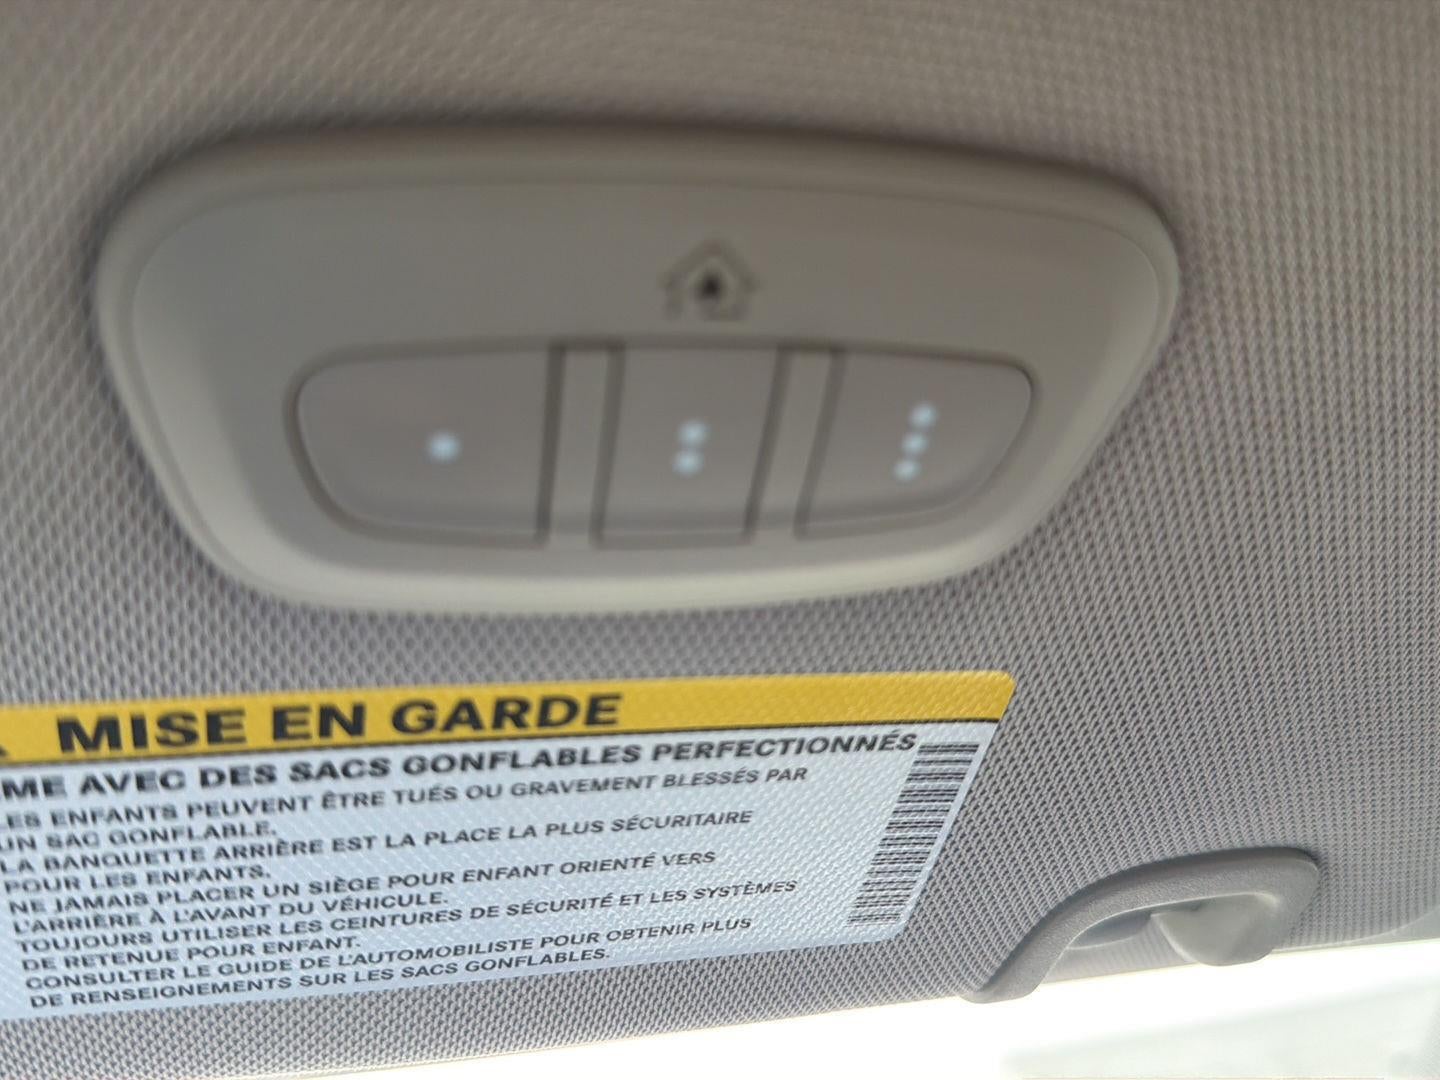 MISE EN GARDE
ME AVEC DES SACS GONFLABLES PERFECTIONNÉS
LES ENFANTS PEUVENT ÊTRE TUÉS OU GRAVEMENT BLESSÉS PAR
UN SAC GONFLABLE.
LA BANQUETTE ARRIÈRE EST LA PLACE LA PLUS SÉCURITAIRE
POUR LES ENFANTS.
NE JAMAIS PLACER UN SIÈGE POUR ENFANT ORIENTÉ VERS
L'ARRIÈRE À L'AVANT DU VÉHICULE.
TOUJOURS UTILISER LES CEINTURES DE SÉCURITÉ ET LES SYSTÈMES
DE RETENUE POUR ENFANT.
CONSULTER LE GUIDE DE L'AUTOMOBILISTE POUR OBTENIR PLUS
DE RENSEIGNEMENTS SUR LES SACS GONFLABLES.